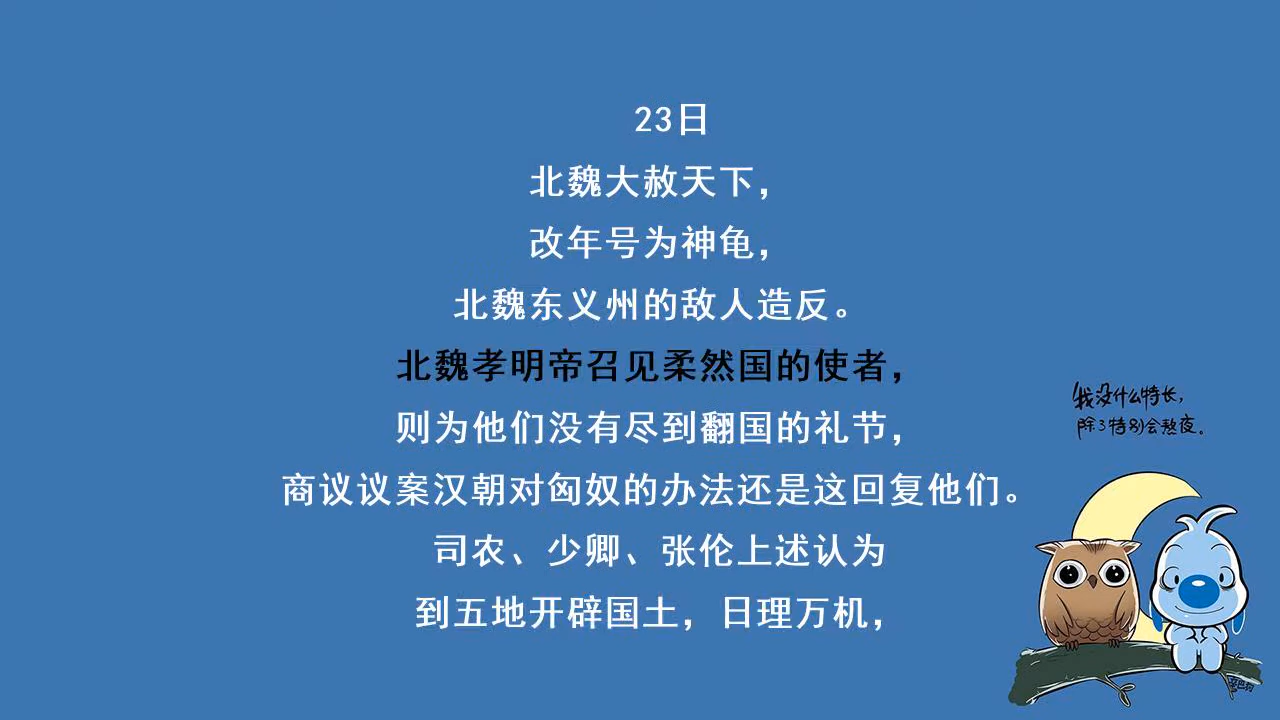 23日
北魏大赦天下，
改年号为神龟，
北魏东义州的敌人造反。
北魏孝明帝召见柔然国的使者，
则为他们没有尽到翻国的礼节，
商议议案汉朝对匈奴的办法还是这回复他们。
司农、少卿、张伦上述认为
到五地开辟国土，日理万机，
我没什么特长，
除了特别会熬夜。